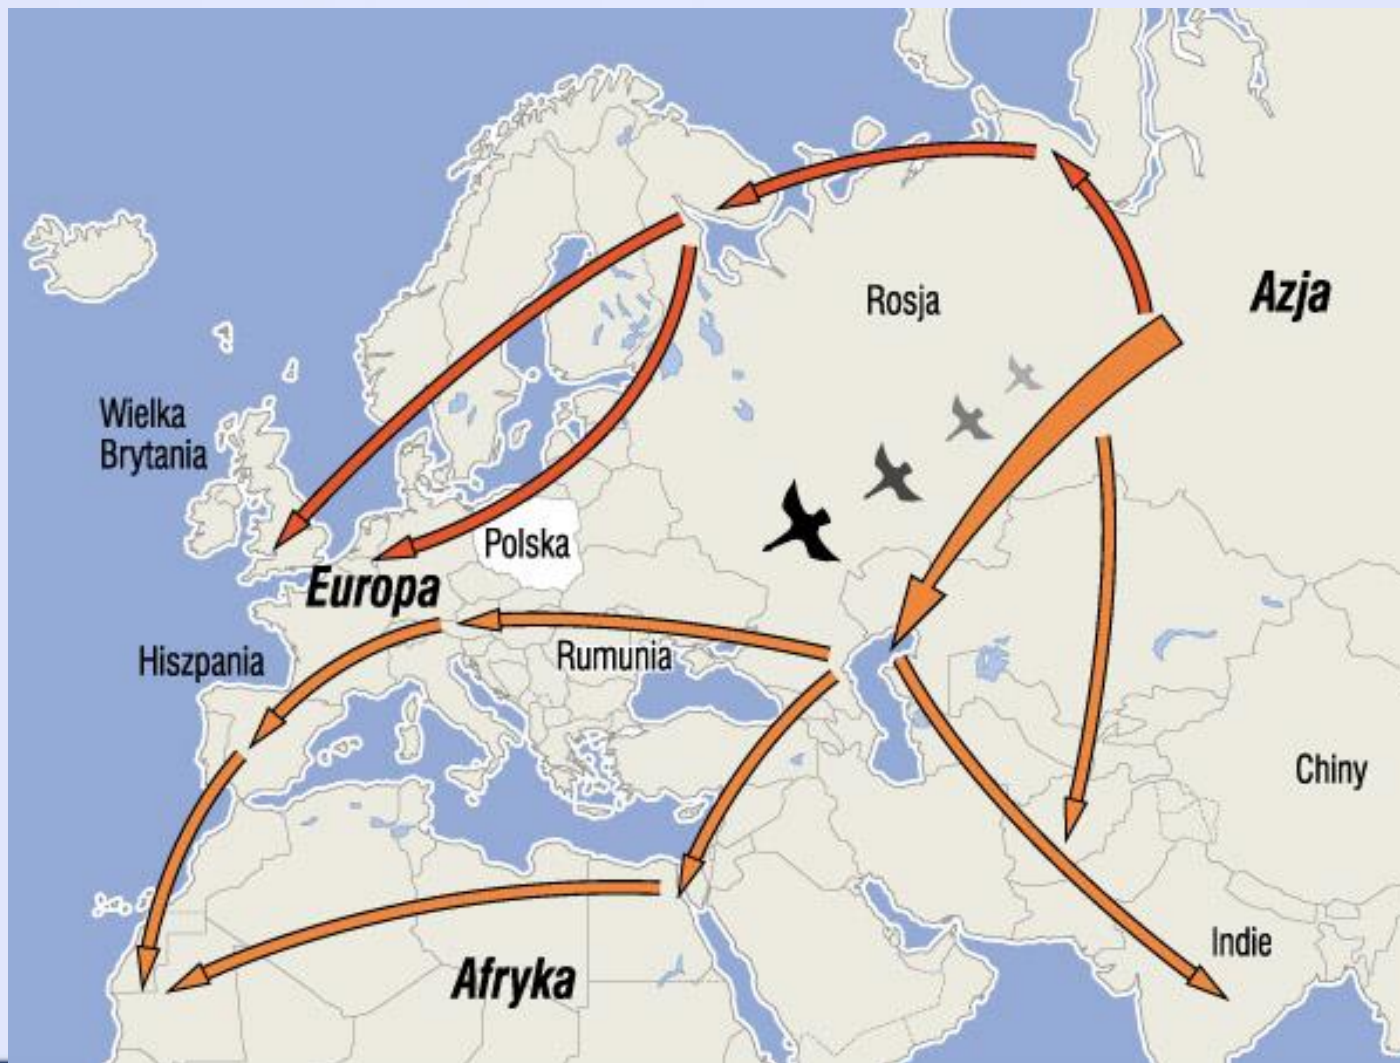 Rosja
Azja
Wielka
Brytania
Polska
Europa
Hiszpania
Rumunia
Chiny
Indie
Afryka